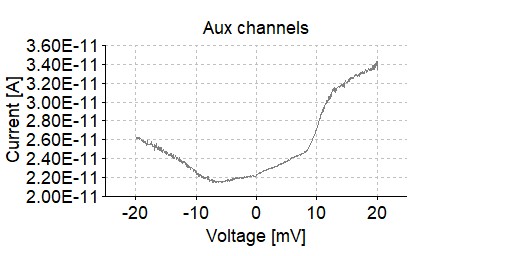 Aux channels
Current [A]
3.60E-11
3.40E-11
3.20E-11
3.00E-11
2.80E-11
2.60E-11
2.40E-11
2.20E-11
2.00E-11
-20 -10 0 10 20
Voltage [mV]